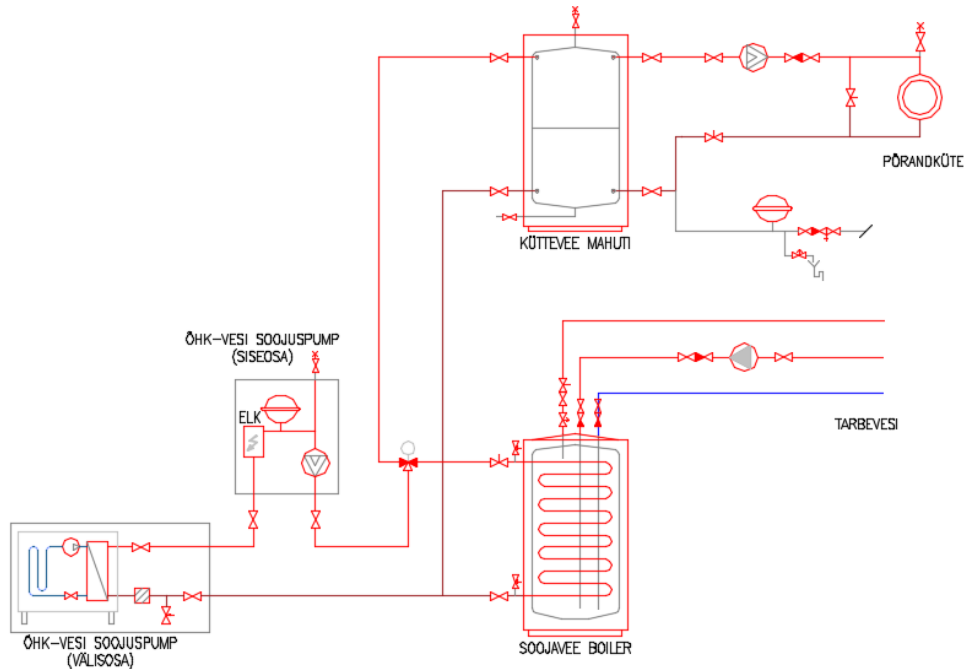 KÜTTEVEE MAHUTI
PÕRANDKÜTE
ÕHK-VESI SOOJUSPUMP
(SISEOSA)
ELK
TARBEVESI
SOOJAVEE BOILER
ÕHK-VESI SOOJUSPUMP
(VÄLISOSA)